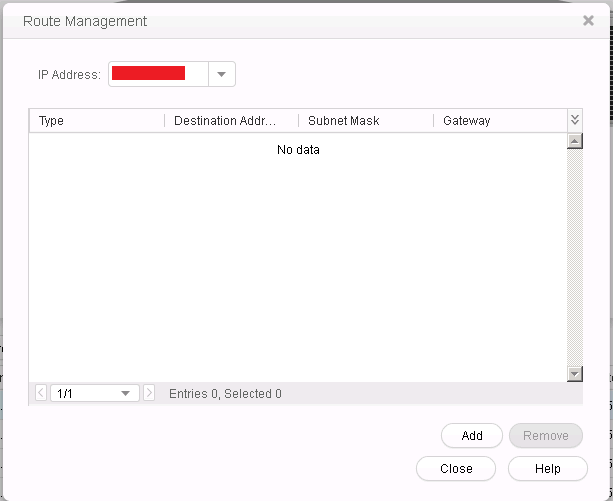 Route Management
IP Address:
Type Destination Addr... Subnet Mask Gateway
No data
1/1 Entries 0, Selected 0
Add Remove
Close Help